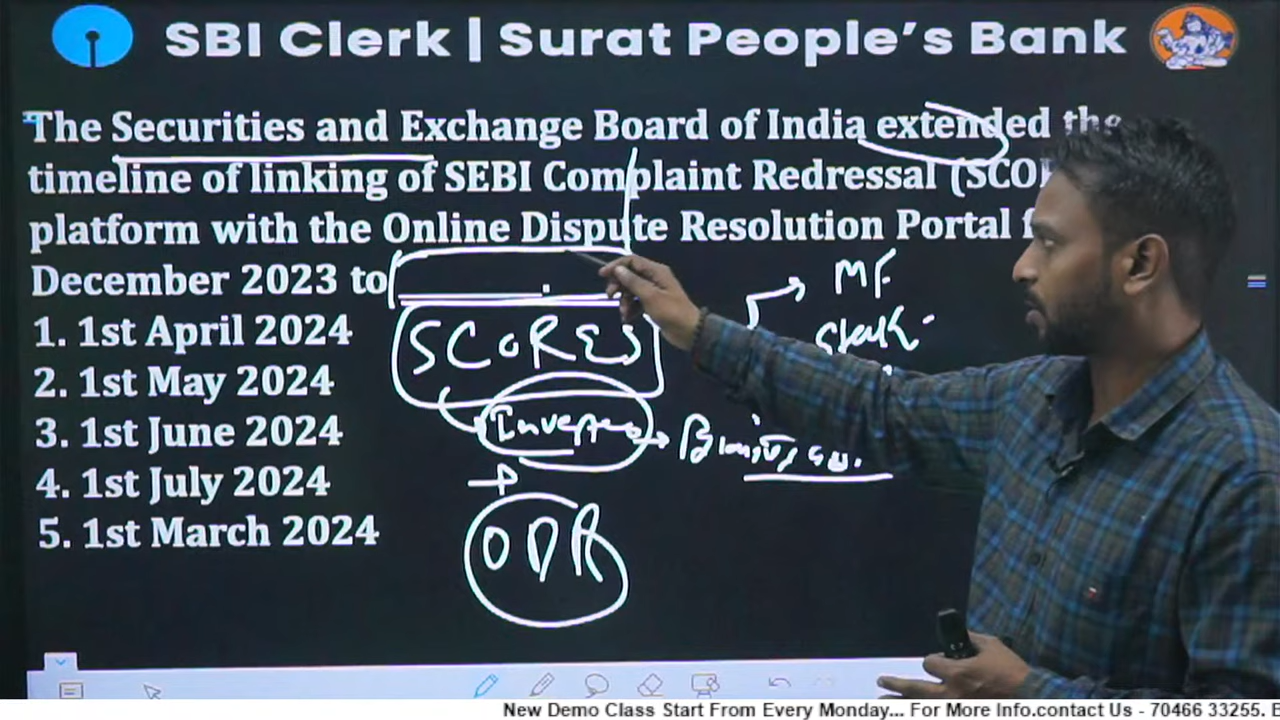 SBI Clerk | Surat People's Bank
The Securities and Exchange Board of India extended the
timeline of linking of SEBI Complaint Redressal (SCOR
platform with the Online Dispute Resolution Portal
December 2023 to
1. 1st April 2024
2. 1st May 2024
3. 1st June 2024
4. 1st July 2024
5. 1st March 2024
SCORES
MF
ODR
New Demo Class Start From Every Monday... For More Info.contact Us - 70466 33255.